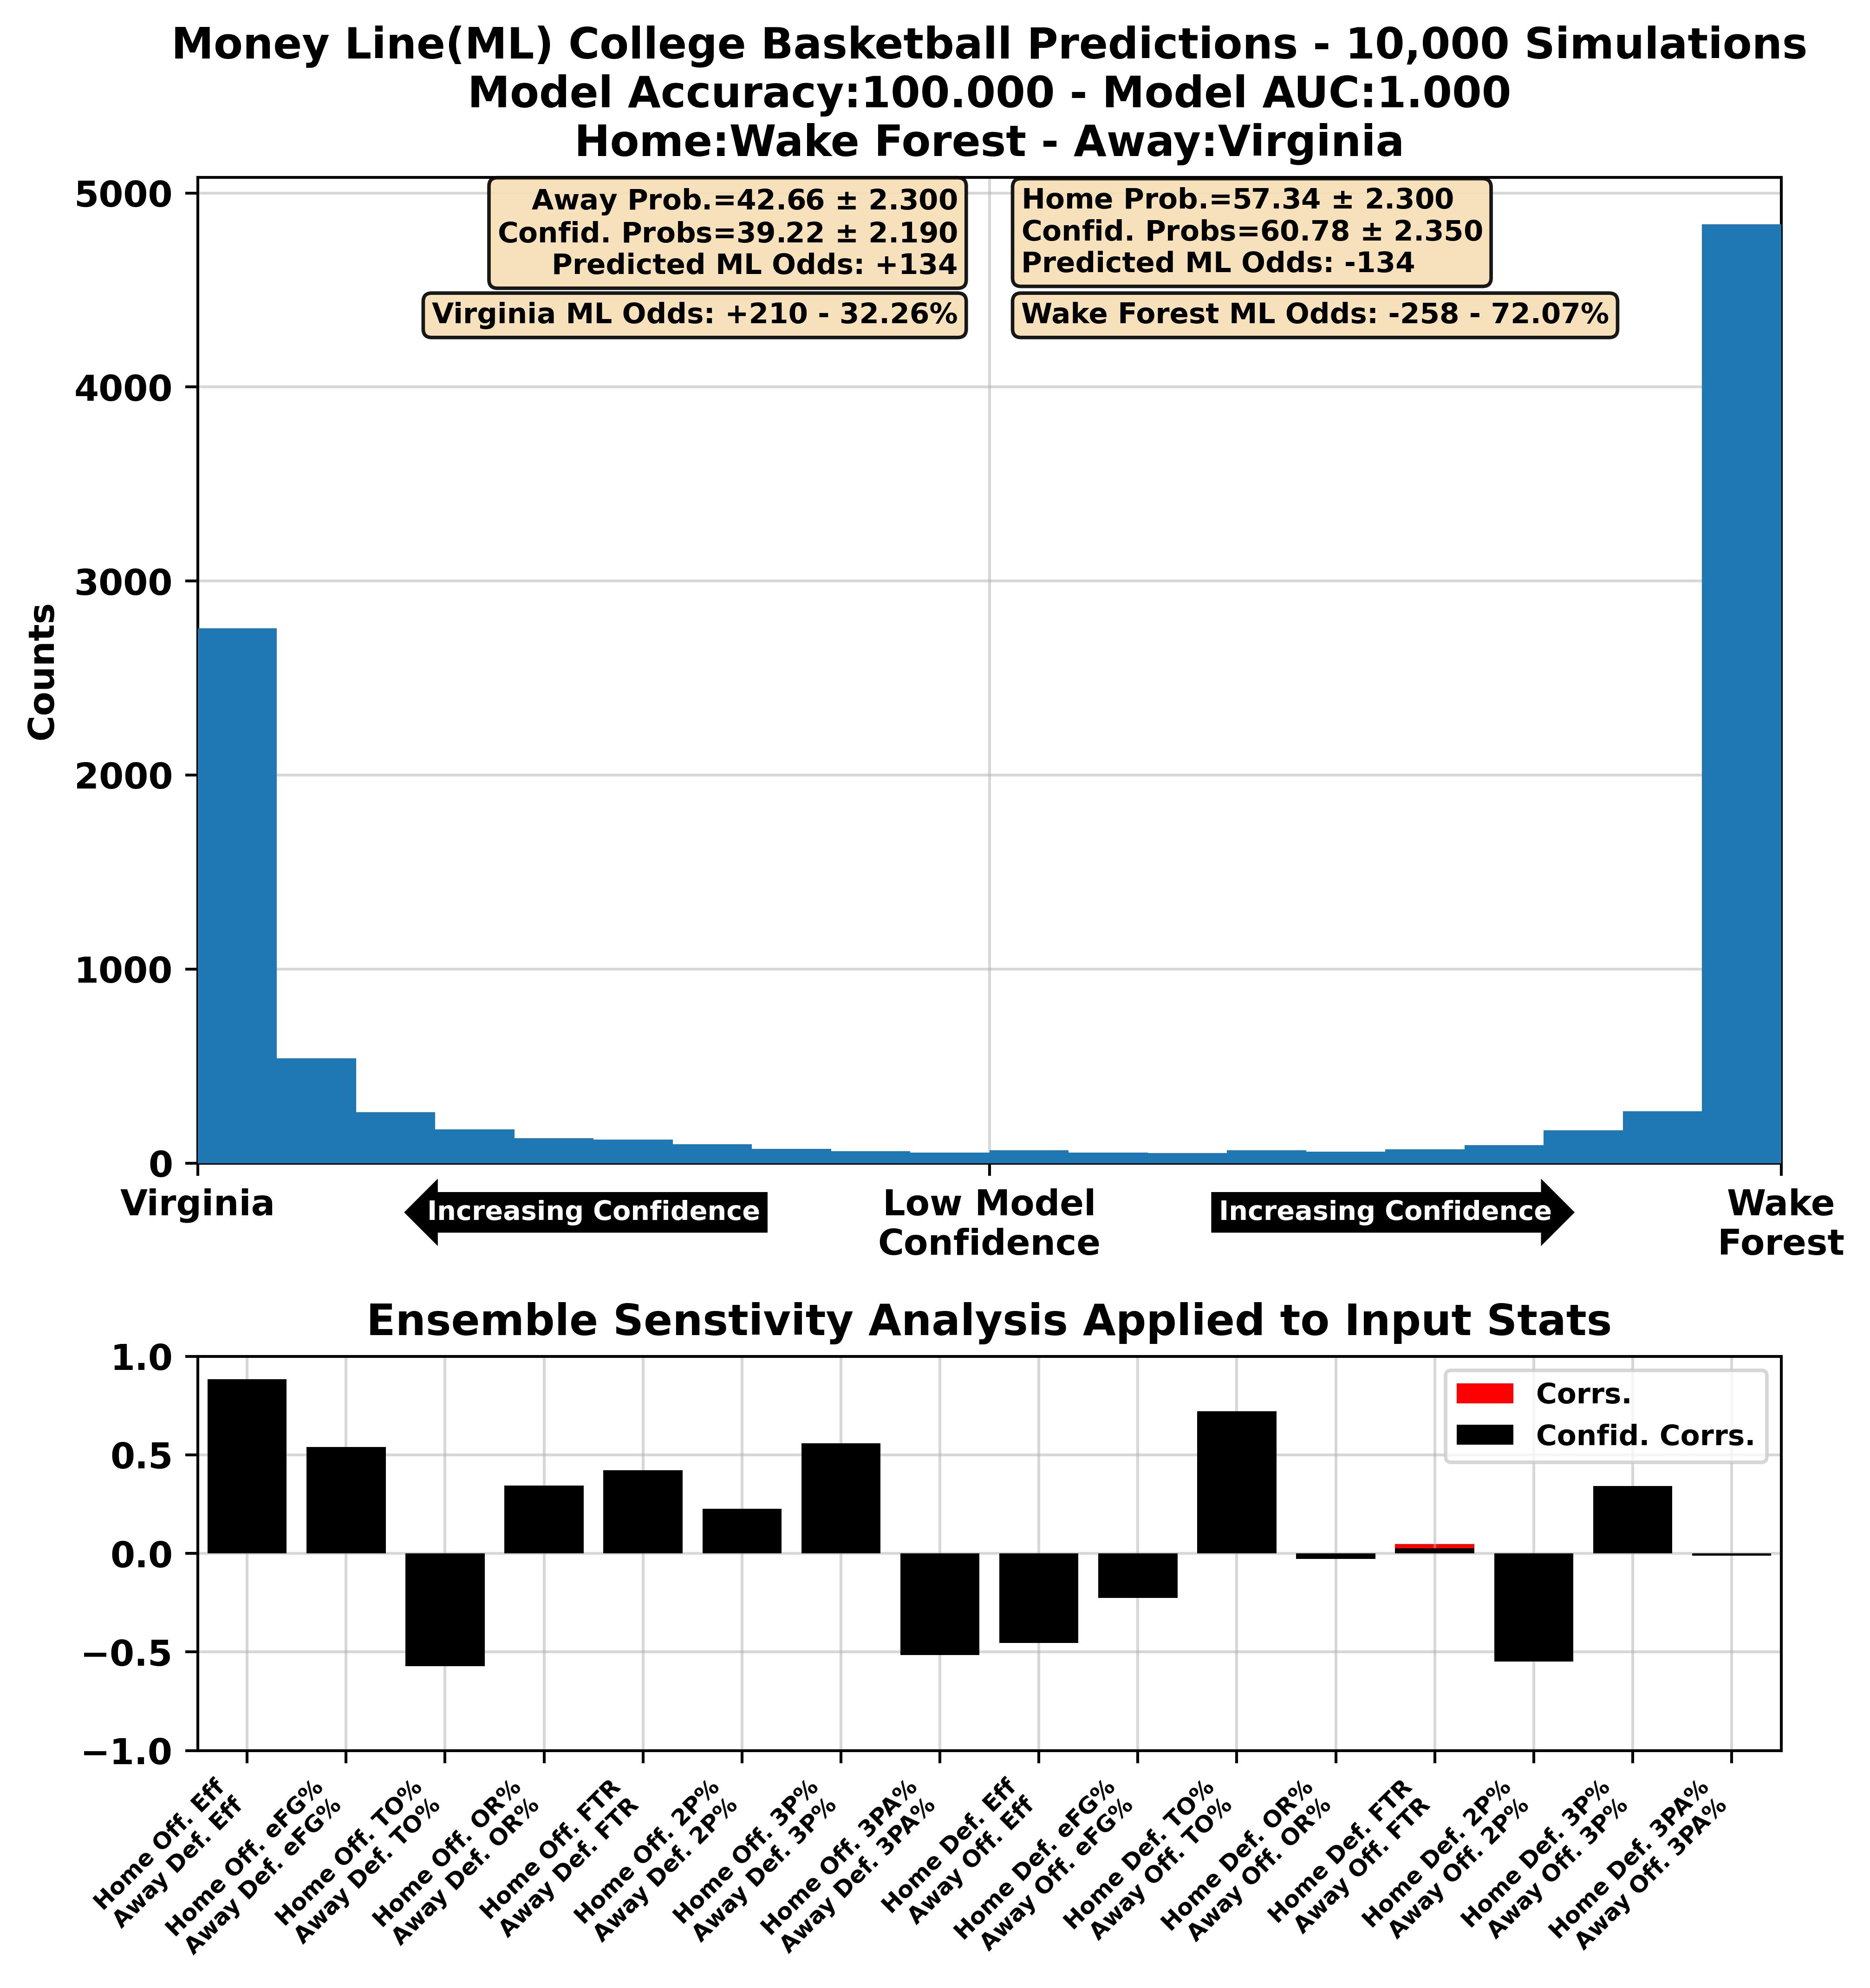 Money Line(ML) College Basketball Predictions - 10,000 Simulations
Model Accuracy:100.000 - Model AUC:1.000
Home:Wake Forest - Away:Virginia
Away Prob.=42.66 ± 2.300
Confid. Probs=39.22 ± 2.190
Predicted ML Odds: +134
Virginia ML Odds: +210 - 32.26%
Home Prob.=57.34 ± 2.300
Confid. Probs=60.78 ± 2.350
Predicted ML Odds: -134
Wake Forest ML Odds: -258 - 72.07%
Counts
5000
4000
3000
2000
1000
0
Virginia
Increasing Confidence
Low Model
Confidence
Increasing Confidence
Wake
Forest
Ensemble Senstivity Analysis Applied to Input Stats
1.0
0.5
0.0
−0.5
−1.0
Corrs.
Confid. Corrs.
Home Off. Eff
Away Def. Eff
Home Off. eFG%
Away Def. eFG%
Home Off. TO%
Away Def. TO%
Home Off. OR%
Away Def. OR%
Home Off. FTR
Away Def. FTR
Home Off. 2P%
Away Def. 2P%
Home Off. 3P%
Away Def. 3P%
Home Off. 3PA%
Away Def. 3PA%
Home Def. Eff
Away Off. Eff
Home Def. eFG%
Away Off. eFG%
Home Def. TO%
Away Off. TO%
Home Def. OR%
Away Off. OR%
Home Def. FTR
Away Off. FTR
Home Def. 2P%
Away Off. 2P%
Home Def. 3P%
Away Off. 3P%
Home Def. 3PA%
Away Off. 3PA%